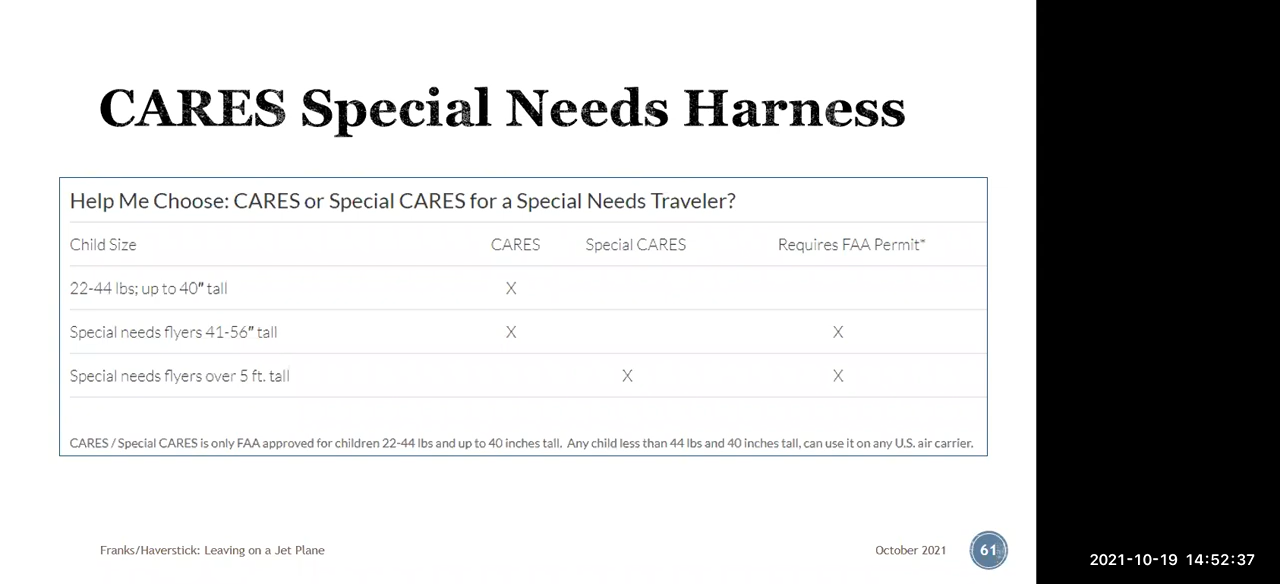 CARES Special Needs Harness
Help Me Choose: CARES or Special CARES for a Special Needs Traveler?
Child Size CARES Special CARES Requires FAA Permit*
22-44 lbs; up to 40" tall X
Special needs flyers 41-56" tall X X
Special needs flyers over 5 ft. tall X X
CARES / Special CARES is only FAA approved for children 22-44 lbs and up to 40 inches tall. Any child less than 44 lbs and 40 inches tall, can use it on any U.S. air carrier.
Franks/Haverstick: Leaving on a Jet Plane October 2021 61
2021-10-19 14:52:37